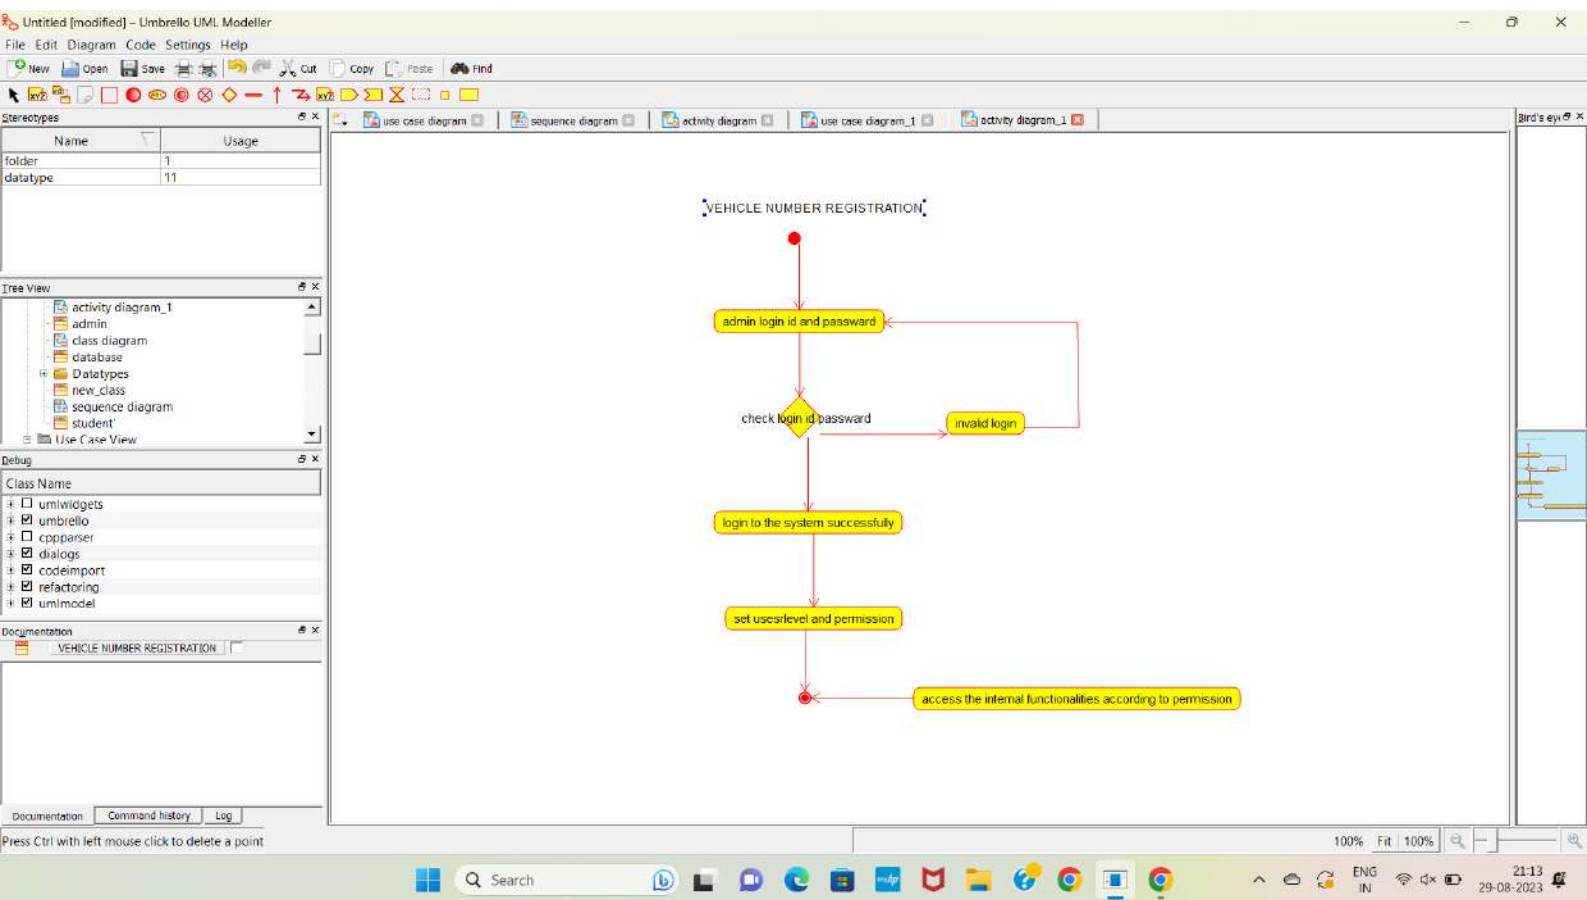 Untitled [modified] – Umbrello UML Modeller
File Edit Diagram Code Settings Help
New Open Save Cut Copy Paste Find
Stereotypes
Name Usage
folder 1
datatype 11
use case diagram sequence diagram activity diagram use case diagram_1 activity diagram_1
Bird's ey
VEHICLE NUMBER REGISTRATION
admin login id and passward
check login id passward
invalid login
login to the system successfully
set usesrlevel and permission
access the internal functionalities according to permission
Tree View
activity diagram_1
admin
class diagram
database
Datatypes
new_class
sequence diagram
student'
Use Case View
Debug
Class Name
umlwidgets
umbrello
cppparser
dialogs
codeimport
refactoring
umlmodel
Documentation
VEHICLE NUMBER REGISTRATION
Documentation Command history Log
Press Ctrl with left mouse click to delete a point
100% Fit 100%
Search
ENG
IN
21:13
29-08-2023